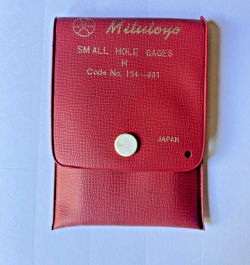 Mitutoyo
SMALL HOLE GAGES
H
Code No. 154-901
JAPAN